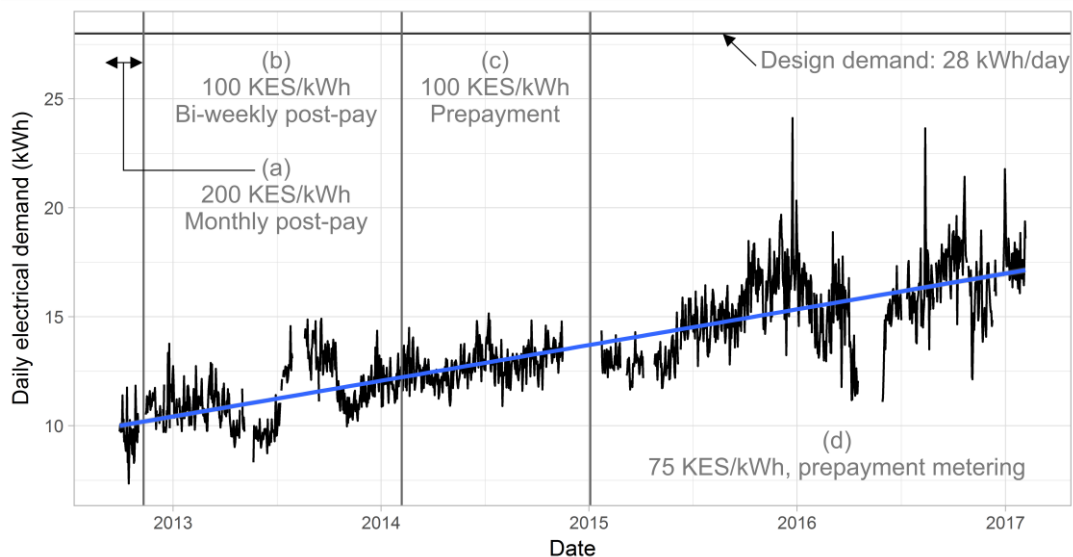 (b)
100 KES/kWh
Bi-weekly post-pay
(c)
100 KES/kWh
Prepayment
Design demand: 28 kWh/day
(a)
200 KES/kWh
Monthly post-pay
(d)
75 KES/kWh, prepayment metering
Daily electrical demand (kWh)
25
20
15
10
2013
2014
2015
2016
2017
Date